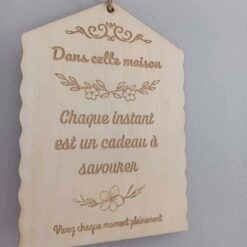 Dans cette maison
Chaque instant
est un cadeau à
savourer
Vivez chaque moment pleinement